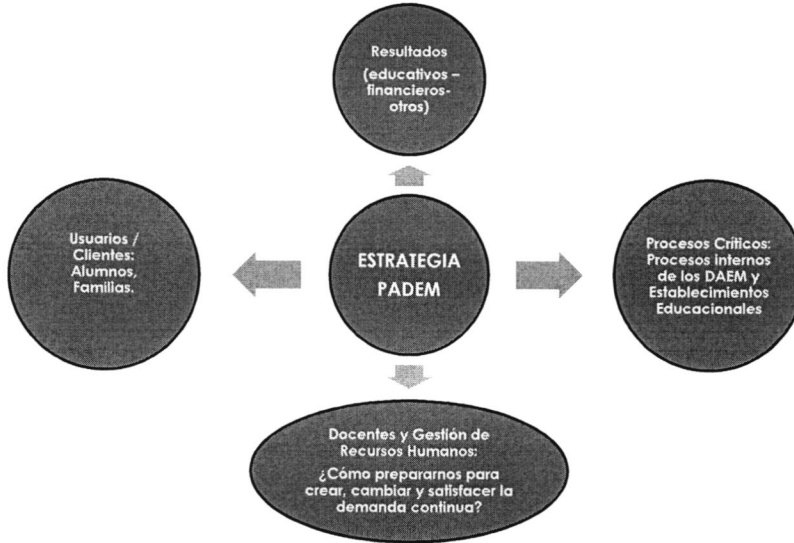 Resultados
(educativos –
financieros-
otros)
Usuarios /
Clientes:
Alumnos,
Familias.
ESTRATEGIA
PADEM
Procesos Críticos:
Procesos internos
de los DAEM y
Establecimientos
Educacionales
Docentes y Gestión de
Recursos Humanos:
¿Cómo prepararnos para
crear, cambiar y satisfacer la
demanda continua?